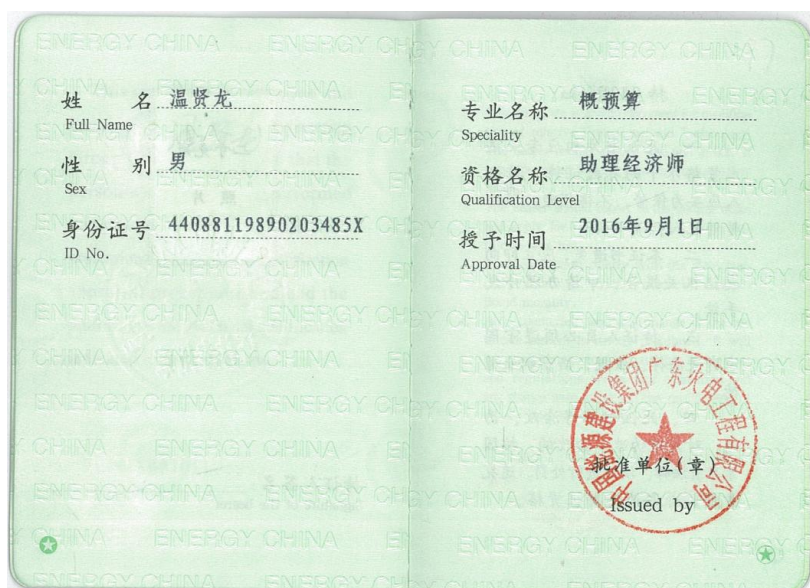 姓 名 温贤龙
Full Name
性 别 男
Sex
身份证号 44088119890203485X
ID No.
专业名称 概预算
Speciality
资格名称 助理经济师
Qualification Level
授予时间 2016年9月1日
Approval Date
中国能源建设集团广东火电工程有限公司
批准单位(章)
Issued by
ENERGY CHINA